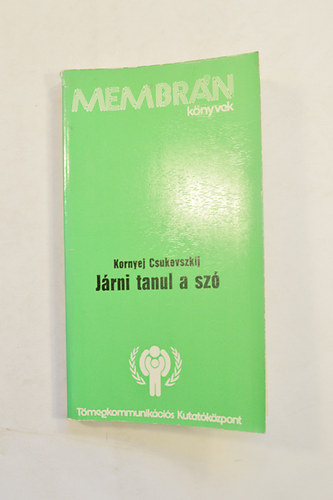 MEMBRÁN
könyvek
Kornyej Csukovszkij
Járni tanul a szó
Tömegkommunikációs Kutatóközpont